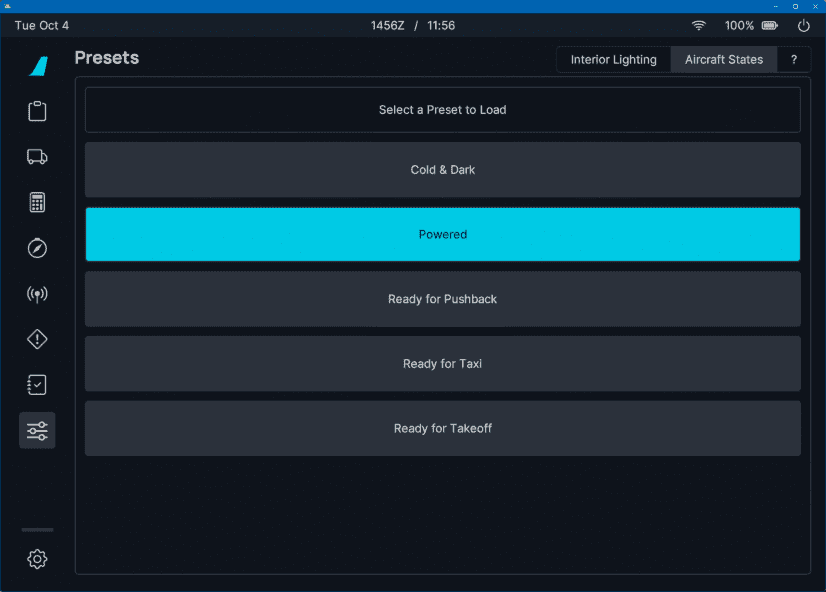 Tue Oct 4
1456Z / 11:56
100%
Presets
Interior Lighting
Aircraft States
?
Select a Preset to Load
Cold & Dark
Powered
Ready for Pushback
Ready for Taxi
Ready for Takeoff